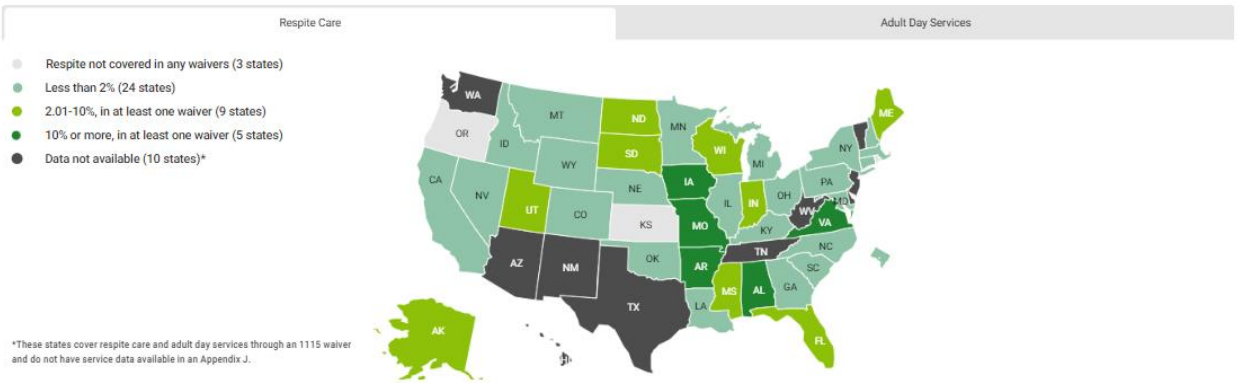 Respite Care
Adult Day Services
Respite not covered in any waivers (3 states)
Less than 2% (24 states)
2.01-10%, in at least one waiver (9 states)
10% or more, in at least one waiver (5 states)
Data not available (10 states)*
WA
MT
ND
MN
ME
OR
ID
SD
WI
MI
NY
WY
CA
NV
UT
CO
NE
IA
IL
IN
OH
PA
WV
MD
VA
KS
MO
KY
AZ
NM
OK
AR
TN
NC
SC
TX
LA
MS
AL
GA
FL
AK
*These states cover respite care and adult day services through an 1115 waiver
and do not have service data available in an Appendix J.